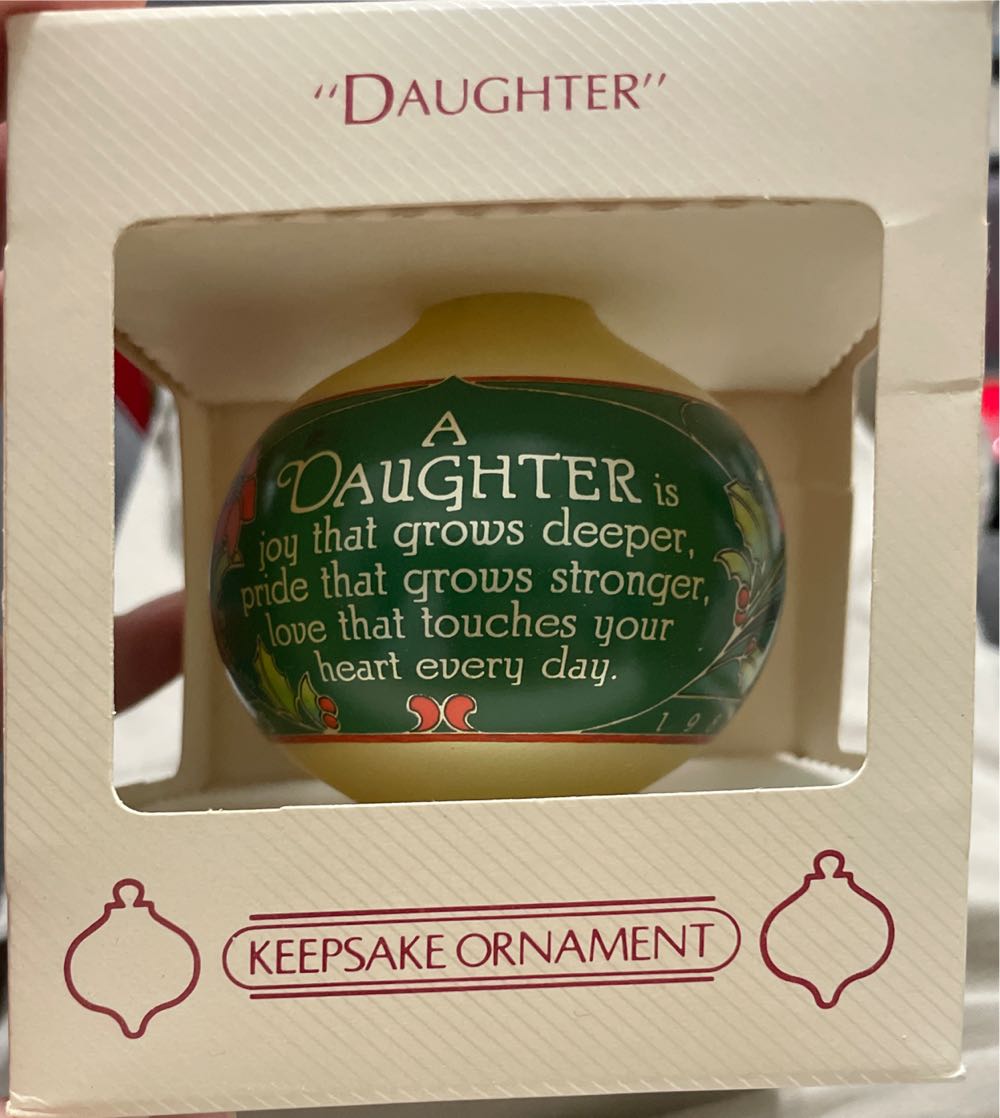 "DAUGHTER"
A
DAUGHTER is
joy that grows deeper,
pride that grows stronger,
love that touches your
heart every day.
KEEPSAKE ORNAMENT